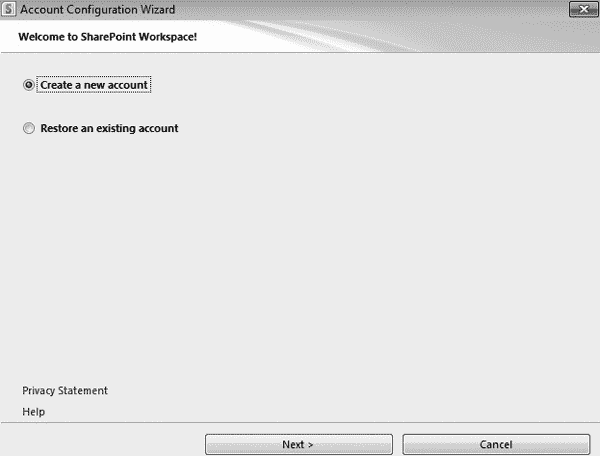 Account Configuration Wizard
Welcome to SharePoint Workspace!
Create a new account
Restore an existing account
Privacy Statement
Help
Next >
Cancel